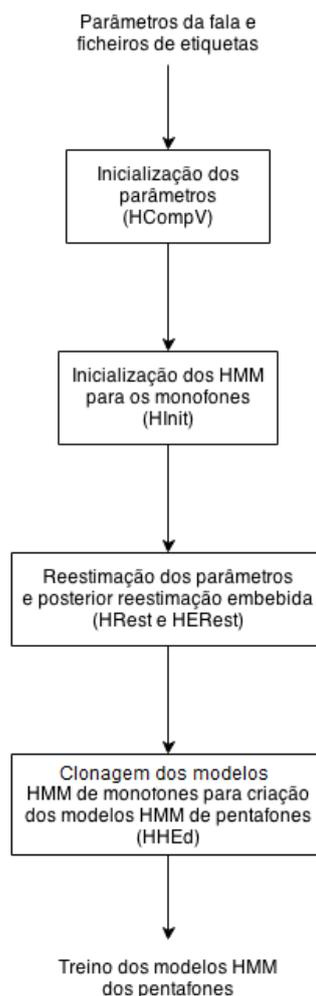 Parâmetros da fala e
ficheiros de etiquetas
Inicialização dos
parâmetros
(HCompV)
Inicialização dos HMM
para os monofones
(HInit)
Reestimação dos parâmetros
e posterior reestimação embebida
(HRest e HERest)
Clonagem dos modelos
HMM de monofones para criação
dos modelos HMM de pentafones
(HHEd)
Treino dos modelos HMM
dos pentafones